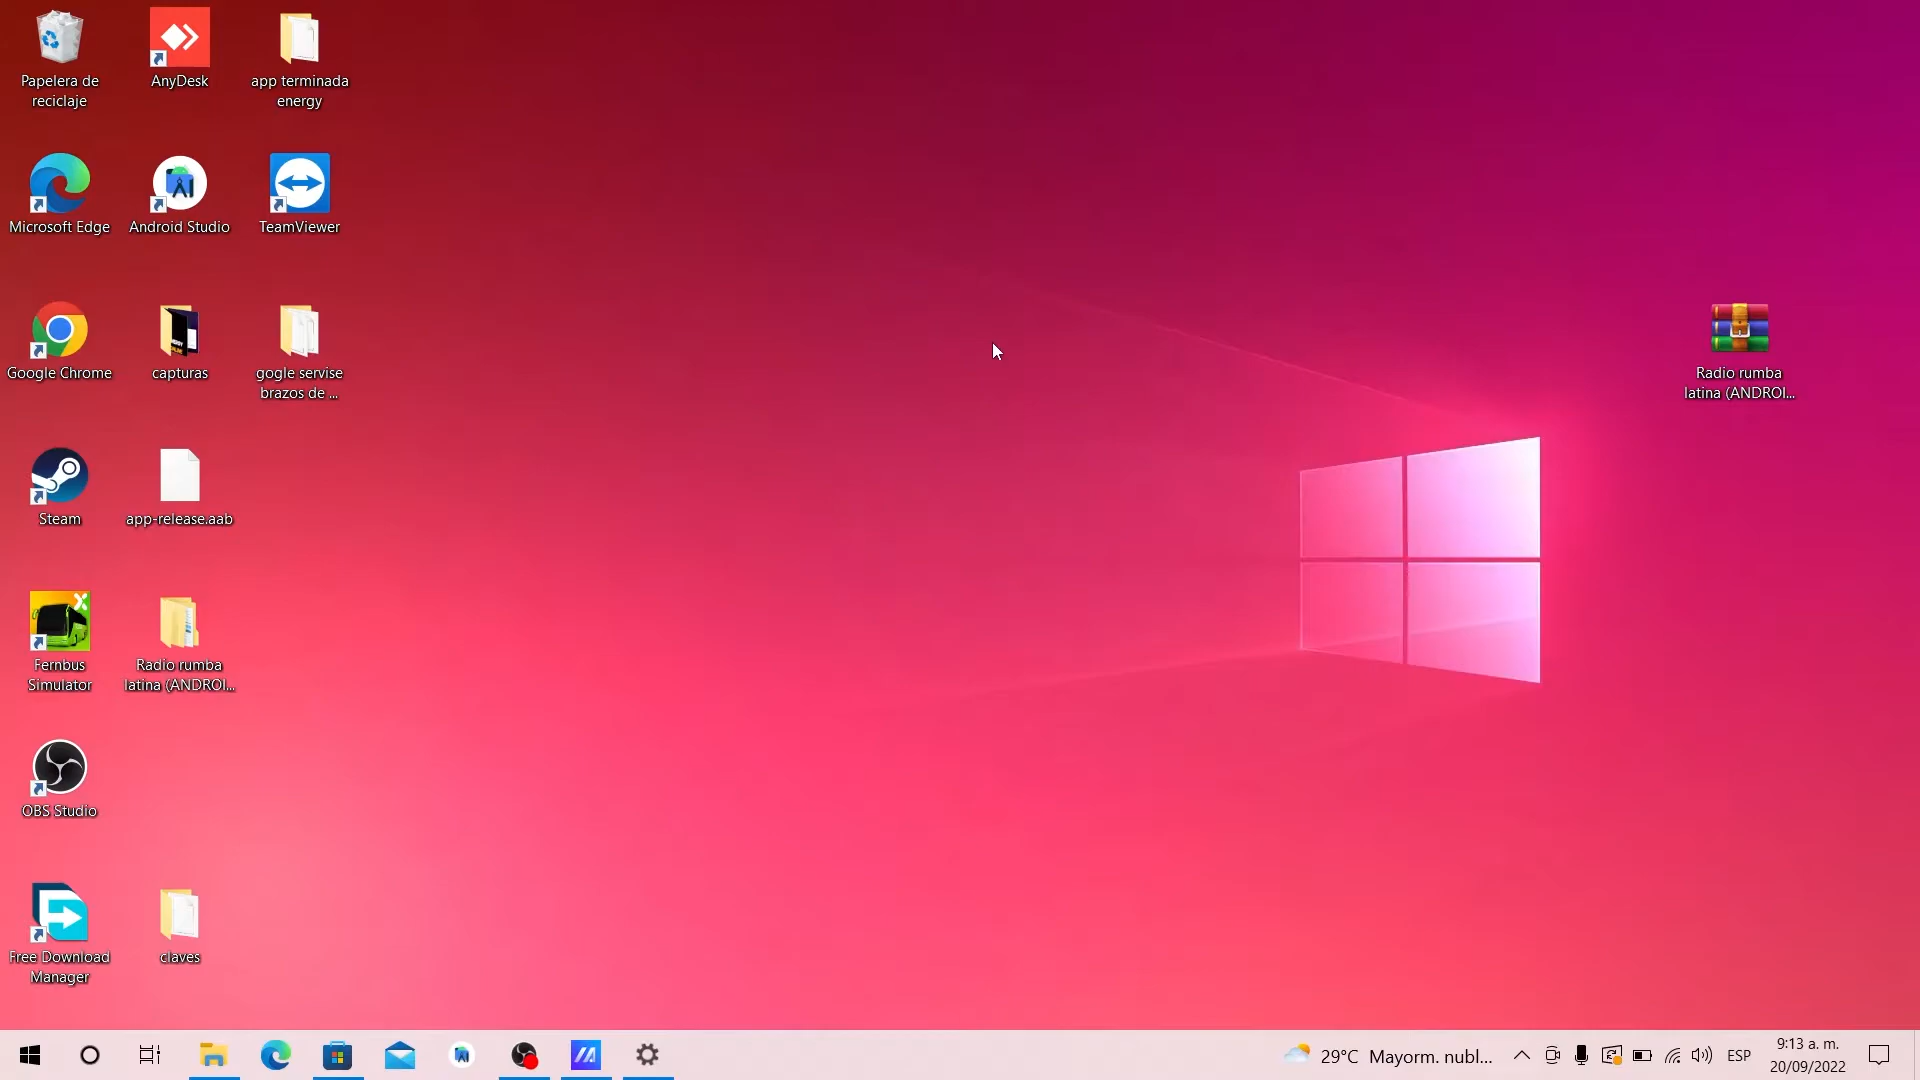 Papelera de
reciclaje
AnyDesk
app terminada
energy
Microsoft Edge
Android Studio
TeamViewer
Google Chrome
capturas
gogle servise
brazos de ...
Radio rumba
latina (ANDROI...
Steam
app-release.aab
Fernbus
Simulator
Radio rumba
latina (ANDROI...
OBS Studio
Free Download
Manager
claves
29°C Mayorm. nubl...
ESP
9:13 a. m.
20/09/2022